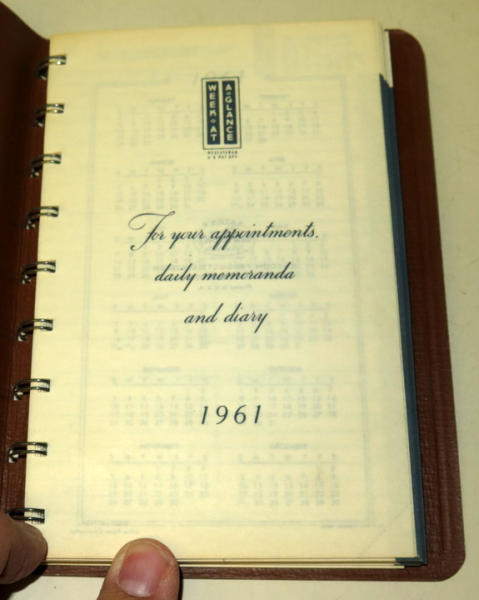 WEEK-AT
A-GLANCE
REGISTERED
U S PAT OFF
For your appointments,
daily memoranda
and diary
1961